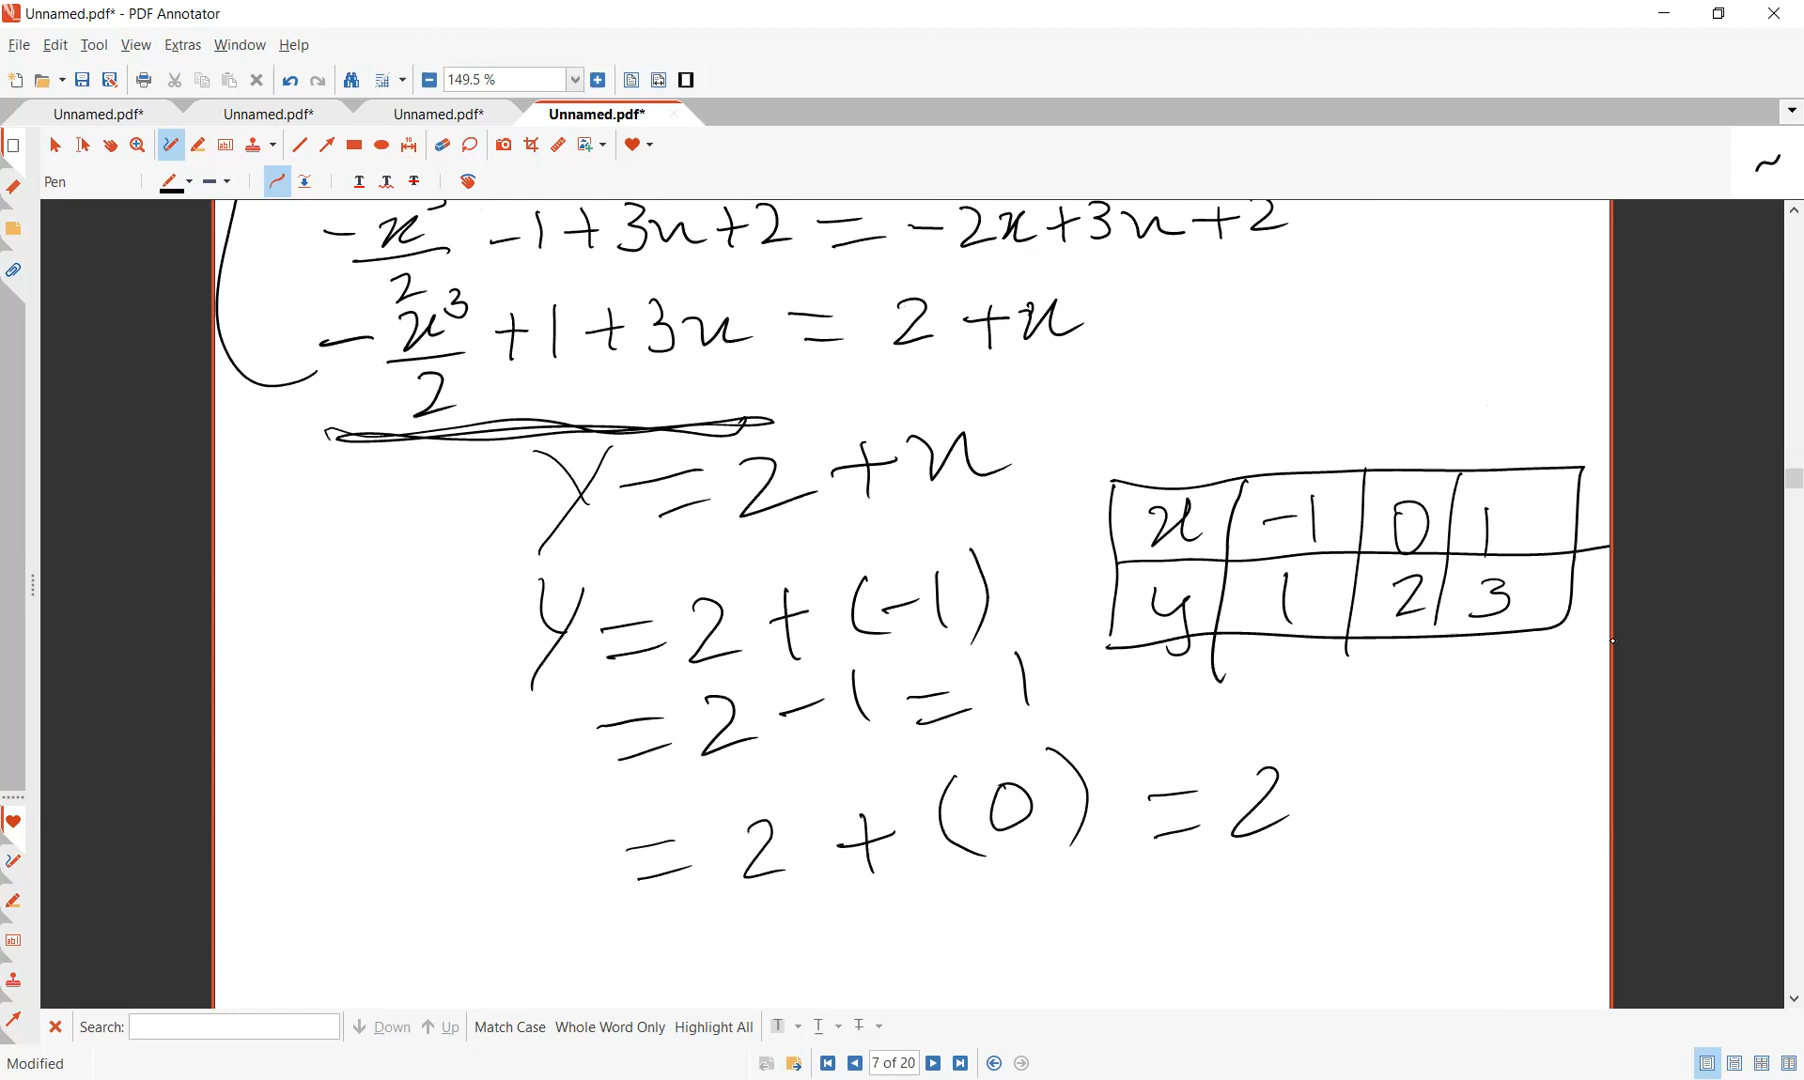 Unnamed.pdf* - PDF Annotator
File Edit Tool View Extras Window Help
149.5 %
Unnamed.pdf* Unnamed.pdf* Unnamed.pdf* Unnamed.pdf*
Pen
-x³/2 -1+3x+2 = -2x+3x+2
-x³/2 +1+3x = 2+x
y=2+x
x -1 0 1
y 1 2 3
y=2+(-1)
=2-1=1
=2+(0)=2
Search: Down Up Match Case Whole Word Only Highlight All
Modified 7 of 20